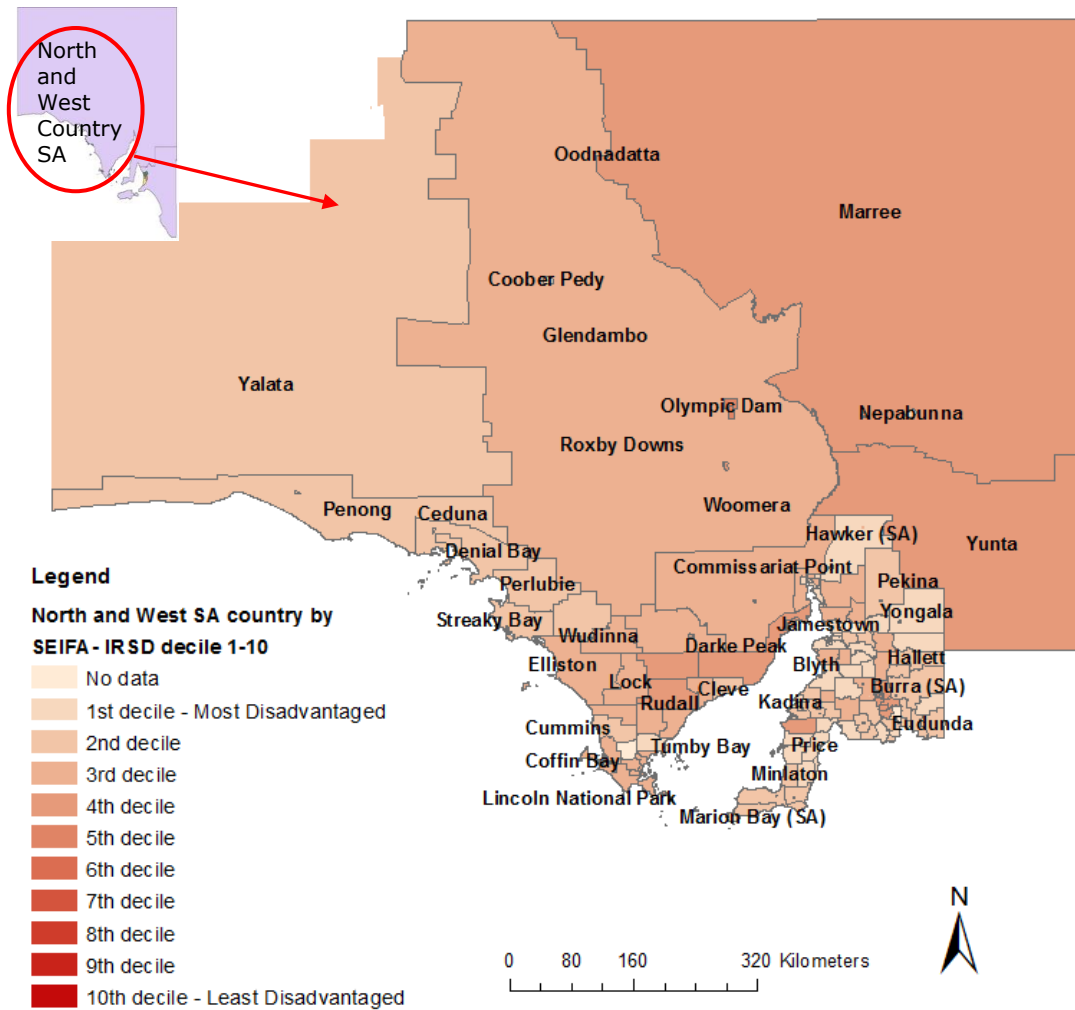 North
and
West
Country
SA
Oodnadatta
Marree
Coober Pedy
Glendambo
Yalata
Olympic Dam
Nepabunna
Roxby Downs
Woomera
Penong
Ceduna
Hawker (SA)
Yunta
Denial Bay
Commissariat Point
Perlubie
Pekina
Streaky Bay
Yongala
Wudinna
Jamestown
Darke Peak
Elliston
Blyth
Hallett
Lock
Cleve
Burra (SA)
Rudall
Kadina
Cummins
Eudunda
Tumby Bay
Price
Coffin Bay
Minlaton
Lincoln National Park
Marion Bay (SA)
Legend
North and West SA country by
SEIFA - IRSD decile 1-10
No data
1st decile - Most Disadvantaged
2nd decile
3rd decile
4th decile
5th decile
6th decile
7th decile
8th decile
9th decile
10th decile - Least Disadvantaged
N
0 80 160 320 Kilometers